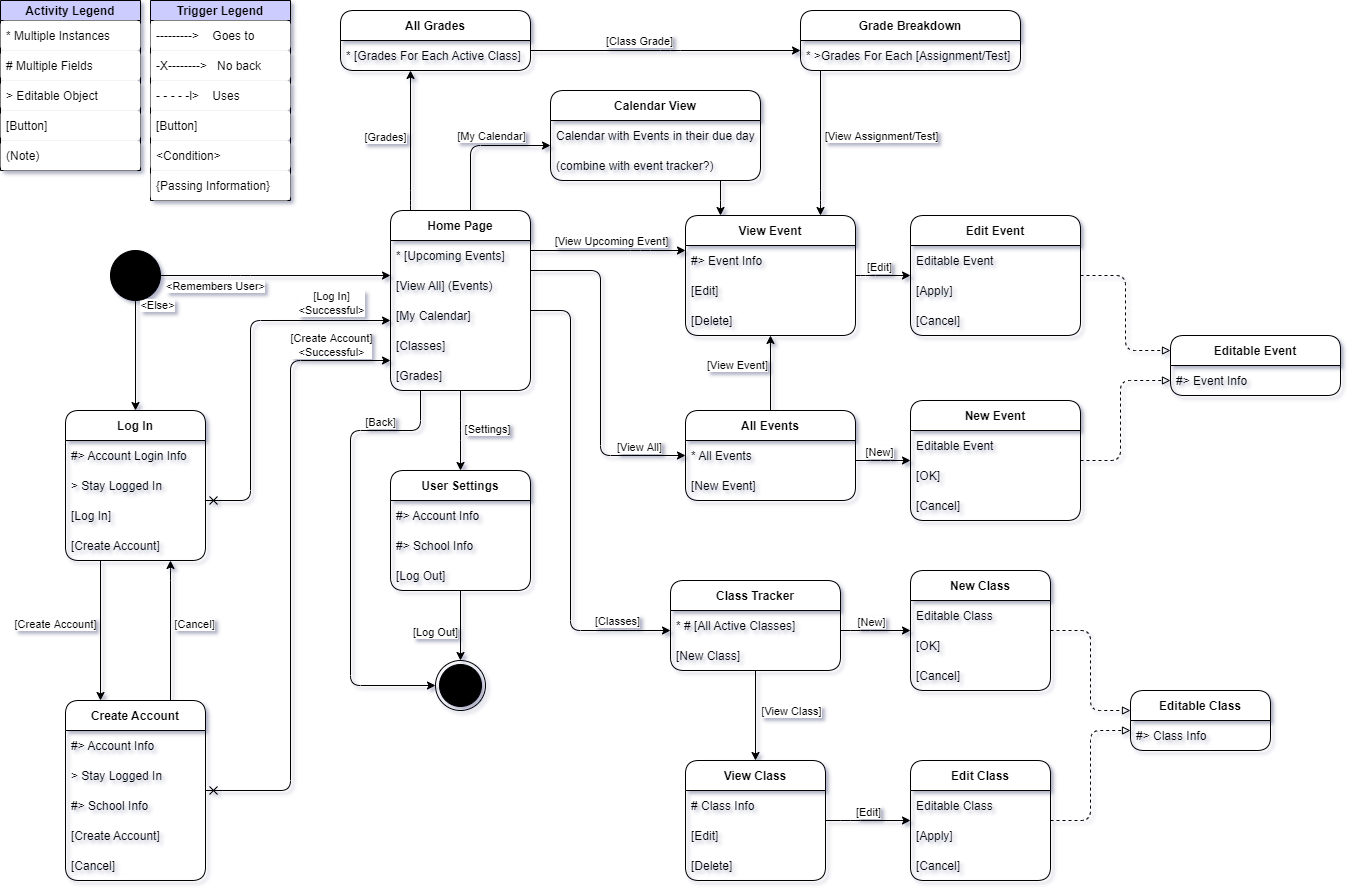 Activity Legend
* Multiple Instances
# Multiple Fields
> Editable Object
[Button]
(Note)
Trigger Legend
---------> Goes to
-X--------> No back
- - - - -I> Uses
[Button]
<Condition>
{Passing Information}
All Grades
* [Grades For Each Active Class]
[Class Grade]
Grade Breakdown
* >Grades For Each [Assignment/Test]
[Grades]
[My Calendar]
Calendar View
Calendar with Events in their due day
(combine with event tracker?)
[View Assignment/Test]
<Remembers User>
<Else>
[Log In]
<Successful>
[Create Account]
<Successful>
Home Page
* [Upcoming Events]
[View All] (Events)
[My Calendar]
[Classes]
[Grades]
[View Upcoming Event]
View Event
#> Event Info
[Edit]
[Delete]
[Edit]
Edit Event
Editable Event
[Apply]
[Cancel]
Editable Event
#> Event Info
[View Event]
[View All]
All Events
* All Events
[New Event]
[New]
New Event
Editable Event
[OK]
[Cancel]
Log In
#> Account Login Info
> Stay Logged In
[Log In]
[Create Account]
[Back]
[Settings]
User Settings
#> Account Info
#> School Info
[Log Out]
[Log Out]
[Create Account]
[Cancel]
Create Account
#> Account Info
> Stay Logged In
#> School Info
[Create Account]
[Cancel]
[Classes]
Class Tracker
* # [All Active Classes]
[New Class]
[New]
New Class
Editable Class
[OK]
[Cancel]
[View Class]
Editable Class
#> Class Info
View Class
# Class Info
[Edit]
[Delete]
[Edit]
Edit Class
Editable Class
[Apply]
[Cancel]